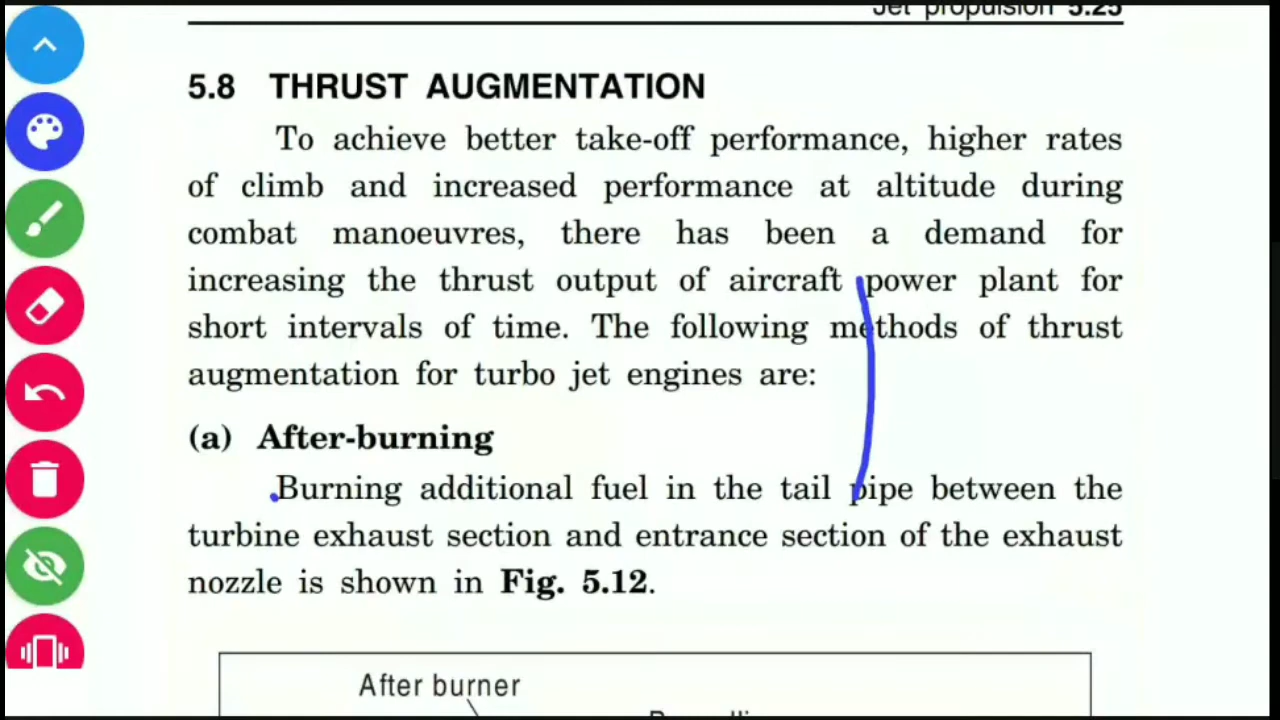 Jet propulsion 5.25
5.8 THRUST AUGMENTATION
To achieve better take-off performance, higher rates
of climb and increased performance at altitude during
combat manoeuvres, there has been a demand for
increasing the thrust output of aircraft power plant for
short intervals of time. The following methods of thrust
augmentation for turbo jet engines are:
(a) After-burning
Burning additional fuel in the tail pipe between the
turbine exhaust section and entrance section of the exhaust
nozzle is shown in Fig. 5.12.
After burner